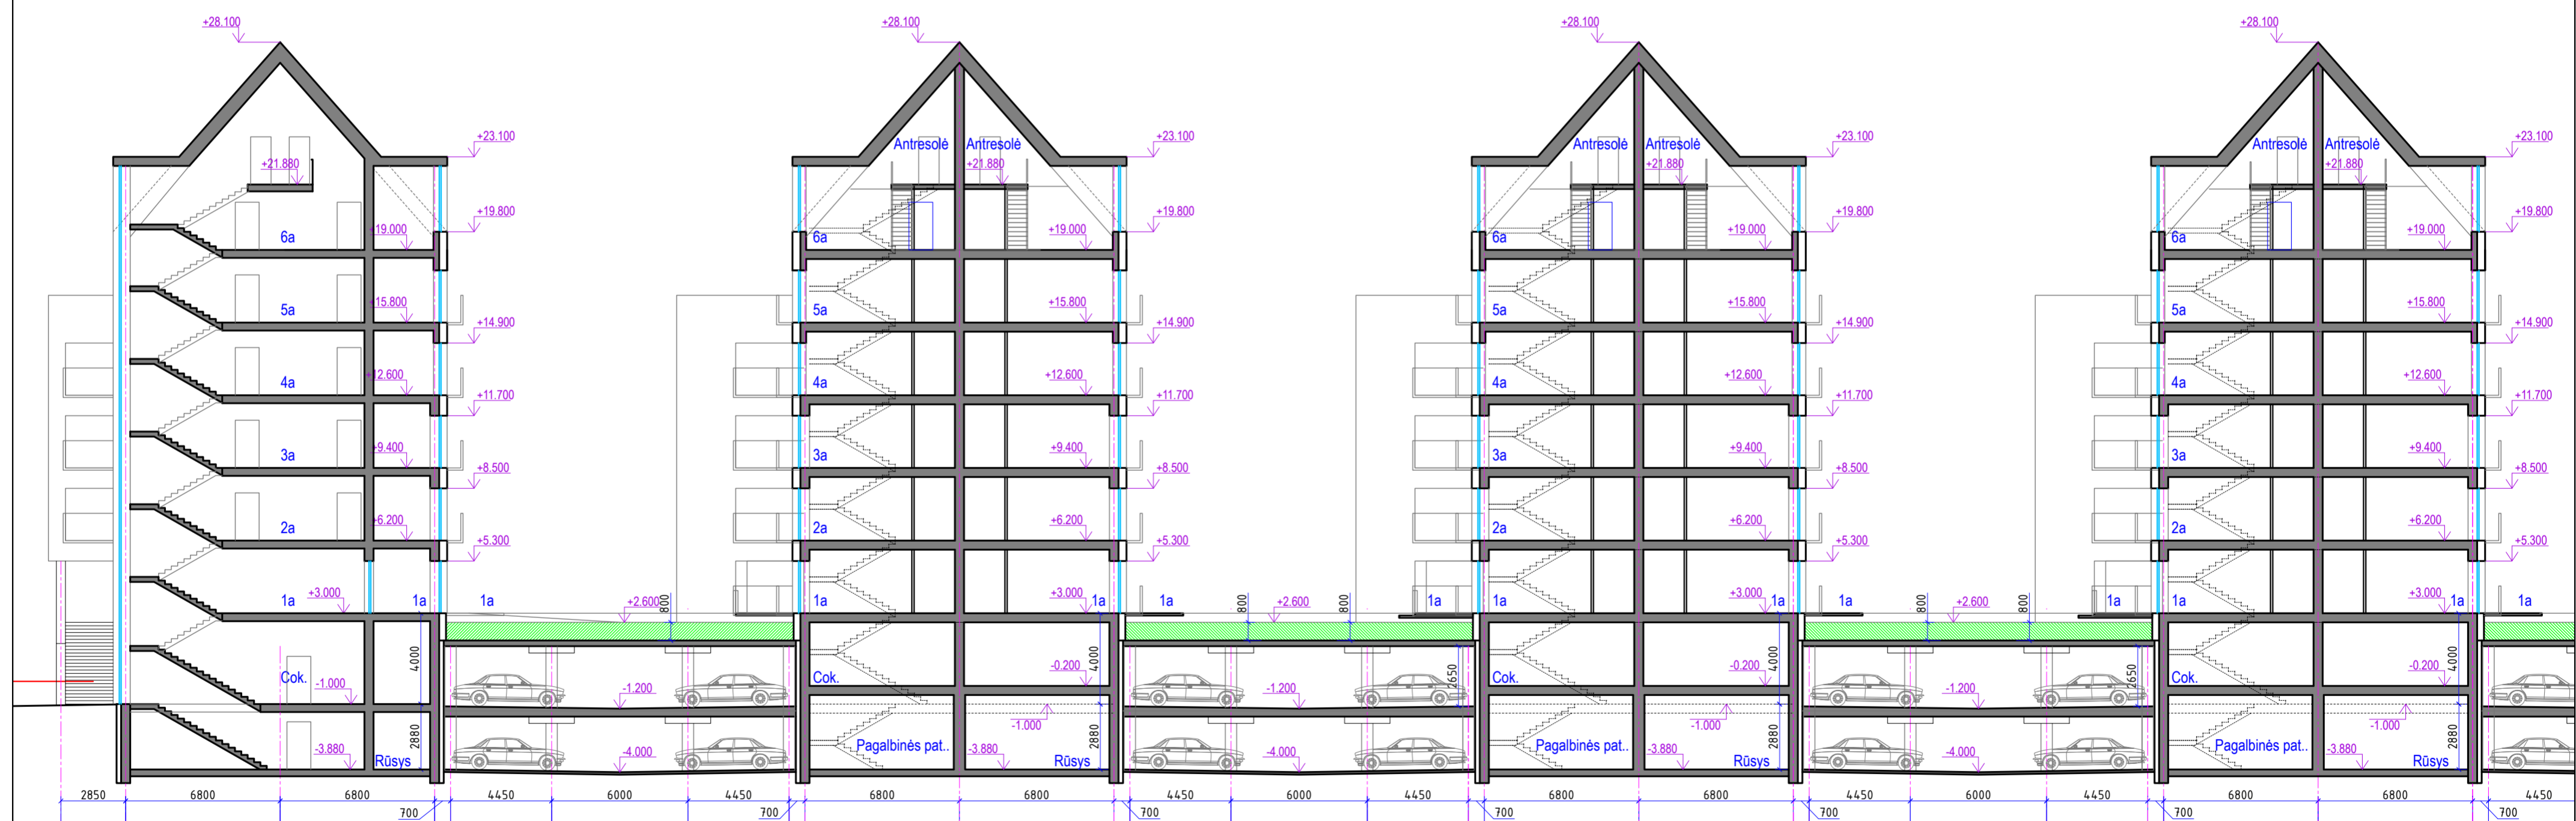 +28.100 +28.100 +28.100 +28.100
+23.100 +23.100 +23.100 +23.100
Antresolė Antresolė Antresolė Antresolė Antresolė Antresolė
+21.880 +21.880 +21.880 +21.880
+19.800 +19.800 +19.800 +19.800
6a +19.000 6a +19.000 6a +19.000 6a +19.000
5a +15.800 5a +15.800 5a +15.800 5a +15.800
+14.900 +14.900 +14.900 +14.900
4a +12.600 4a +12.600 4a +12.600 4a +12.600
+11.700 +11.700 +11.700 +11.700
3a +9.400 3a +9.400 3a +9.400 3a +9.400
+8.500 +8.500 +8.500 +8.500
2a +6.200 2a +6.200 2a +6.200 2a +6.200
+5.300 +5.300 +5.300 +5.300
1a +3.000 1a 1a +2.600 800 1a +3.000 1a 1a 800 +2.600 800 1a 1a +3.000 1a 1a 800 +2.600 800 1a 1a +3.000 1a 1a
Cok. -1.000 4000 -1.200 Cok. -0.200 4000 -1.200 2650 Cok. -0.200 4000 -1.200 2650 Cok. -0.200 4000
-1.000 -1.000 -1.000
-3.880 Rūsys 2880 -4.000 Pagalbinės pat.. -3.880 Rūsys 2880 -4.000 Pagalbinės pat.. -3.880 Rūsys 2880 -4.000 Pagalbinės pat.. -3.880 Rūsys 2880
2850 6800 6800 4450 6000 4450 6800 6800 4450 6000 4450 6800 6800 4450 6000 4450 6800 6800 4450
700 700 700 700 700 700 700